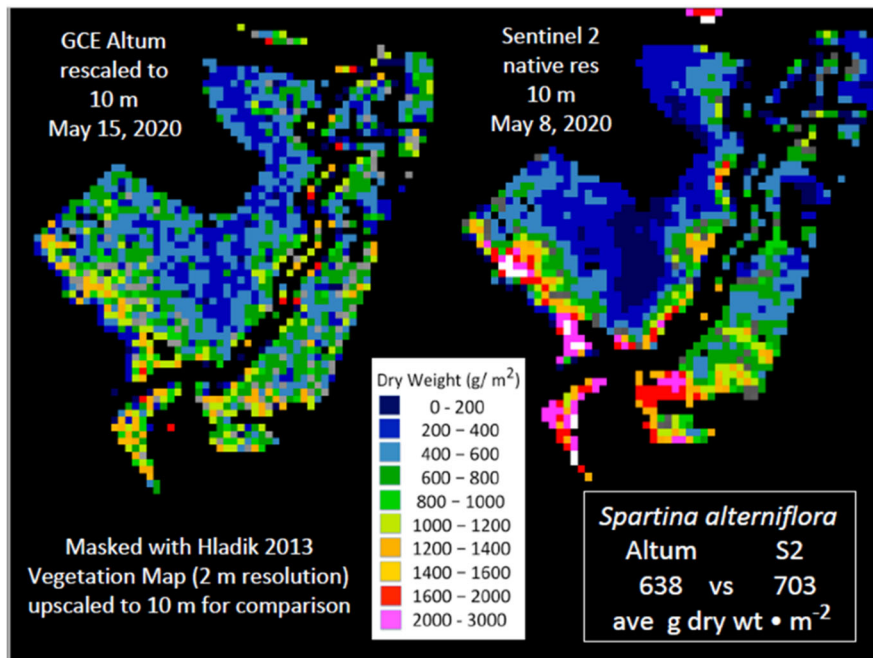 GCE Altum
rescaled to
10 m
May 15, 2020
Sentinel 2
native res
10 m
May 8, 2020
Dry Weight (g/ m²)
0 - 200
200 – 400
400 – 600
600 – 800
800 – 1000
1000 – 1200
1200 – 1400
1400 – 1600
1600 – 2000
2000 - 3000
Masked with Hladik 2013
Vegetation Map (2 m resolution)
upscaled to 10 m for comparison
Spartina alterniflora
Altum S2
638 vs 703
ave g dry wt • m⁻²